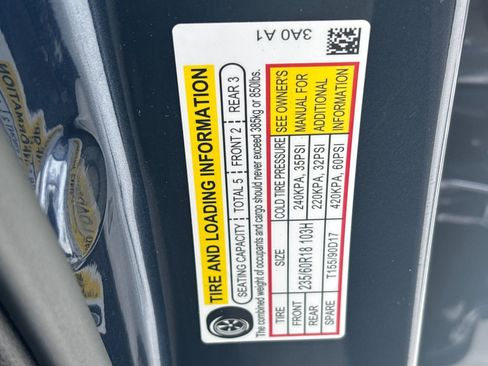 3A0 A1
TIRE AND LOADING INFORMATION
SEATING CAPACITY TOTAL 5 FRONT 2 REAR 3
The combined weight of occupants and cargo should never exceed 385kg or 850lbs.
TIRE SIZE COLD TIRE PRESSURE SEE OWNER'S
FRONT 235/60R18 103H 240KPA, 35PSI MANUAL FOR
REAR 220KPA, 32PSI ADDITIONAL
SPARE T155/90D17 420KPA, 60PSI INFORMATION